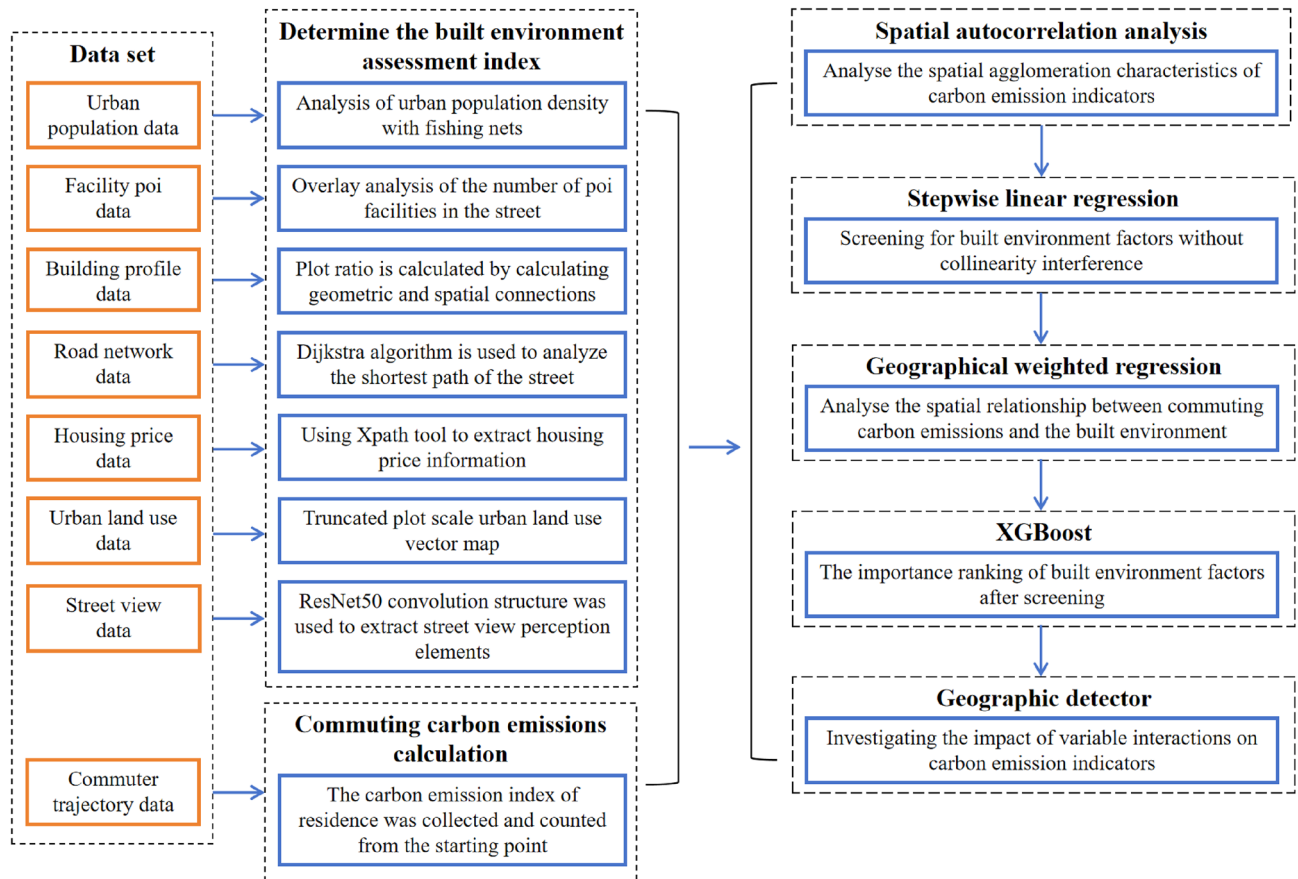 Data set
Urban
population data
Facility poi
data
Building profile
data
Road network
data
Housing price
data
Urban land use
data
Street view
data
Commuter
trajectory data
Determine the built environment
assessment index
Analysis of urban population density
with fishing nets
Overlay analysis of the number of poi
facilities in the street
Plot ratio is calculated by calculating
geometric and spatial connections
Dijkstra algorithm is used to analyze
the shortest path of the street
Using Xpath tool to extract housing
price information
Truncated plot scale urban land use
vector map
ResNet50 convolution structure was
used to extract street view perception
elements
Commuting carbon emissions
calculation
The carbon emission index of
residence was collected and counted
from the starting point
Spatial autocorrelation analysis
Analyse the spatial agglomeration characteristics of
carbon emission indicators
Stepwise linear regression
Screening for built environment factors without
collinearity interference
Geographical weighted regression
Analyse the spatial relationship between commuting
carbon emissions and the built environment
XGBoost
The importance ranking of built environment factors
after screening
Geographic detector
Investigating the impact of variable interactions on
carbon emission indicators